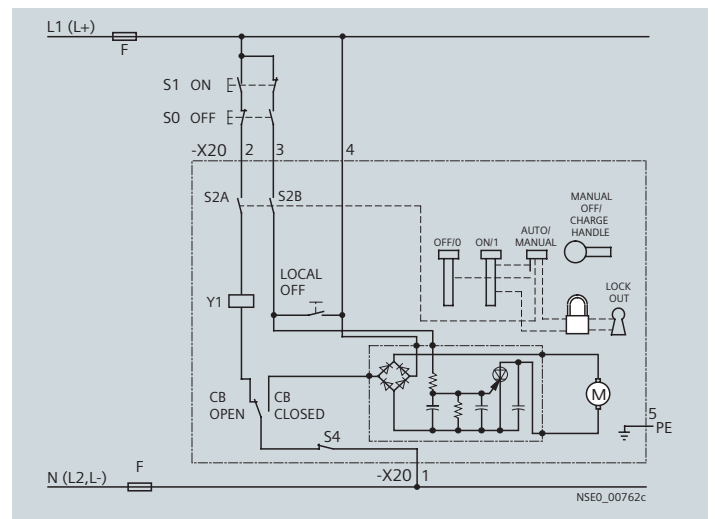 L1 (L+)
F
S1 ON
S0 OFF
-X20 2 3 4
S2A S2B
MANUAL
OFF/
CHARGE
HANDLE
AUTO/
MANUAL
OFF/0 ON/1
LOCAL
OFF
LOCK
OUT
Y1
CB
OPEN
CB
CLOSED
M
S4
5
PE
F
N (L2,L-)
-X20 1
NSE0_00762c